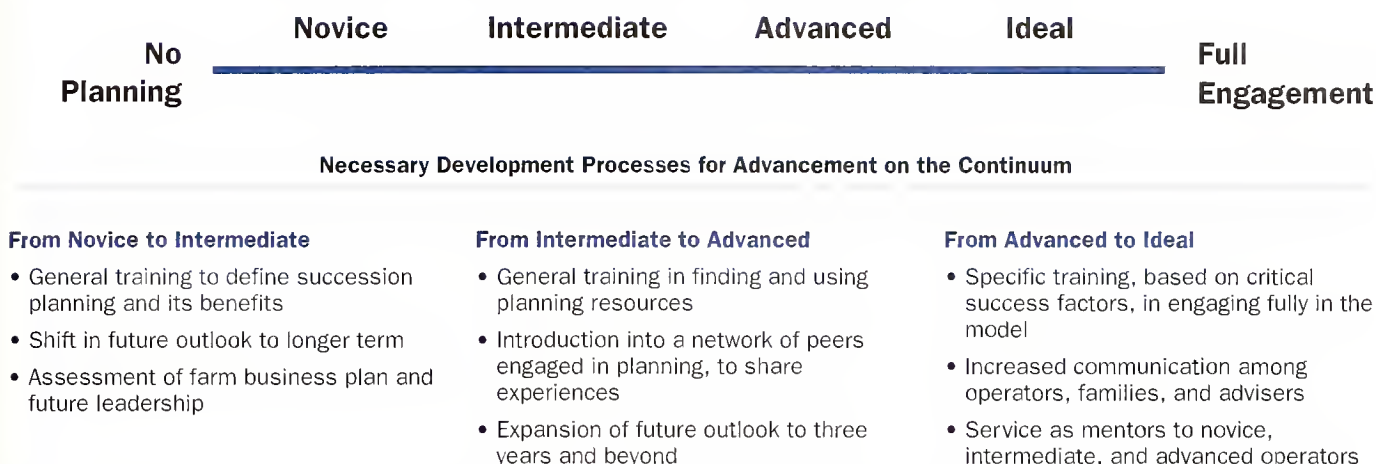 Novice Intermediate Advanced Ideal
No
Planning
Full
Engagement
Necessary Development Processes for Advancement on the Continuum
From Novice to Intermediate
• General training to define succession
planning and its benefits
• Shift in future outlook to longer term
• Assessment of farm business plan and
future leadership
From Intermediate to Advanced
• General training in finding and using
planning resources
• Introduction into a network of peers
engaged in planning, to share
experiences
• Expansion of future outlook to three
years and beyond
From Advanced to Ideal
• Specific training, based on critical
success factors, in engaging fully in the
model
• Increased communication among
operators, families, and advisers
• Service as mentors to novice,
intermediate, and advanced operators